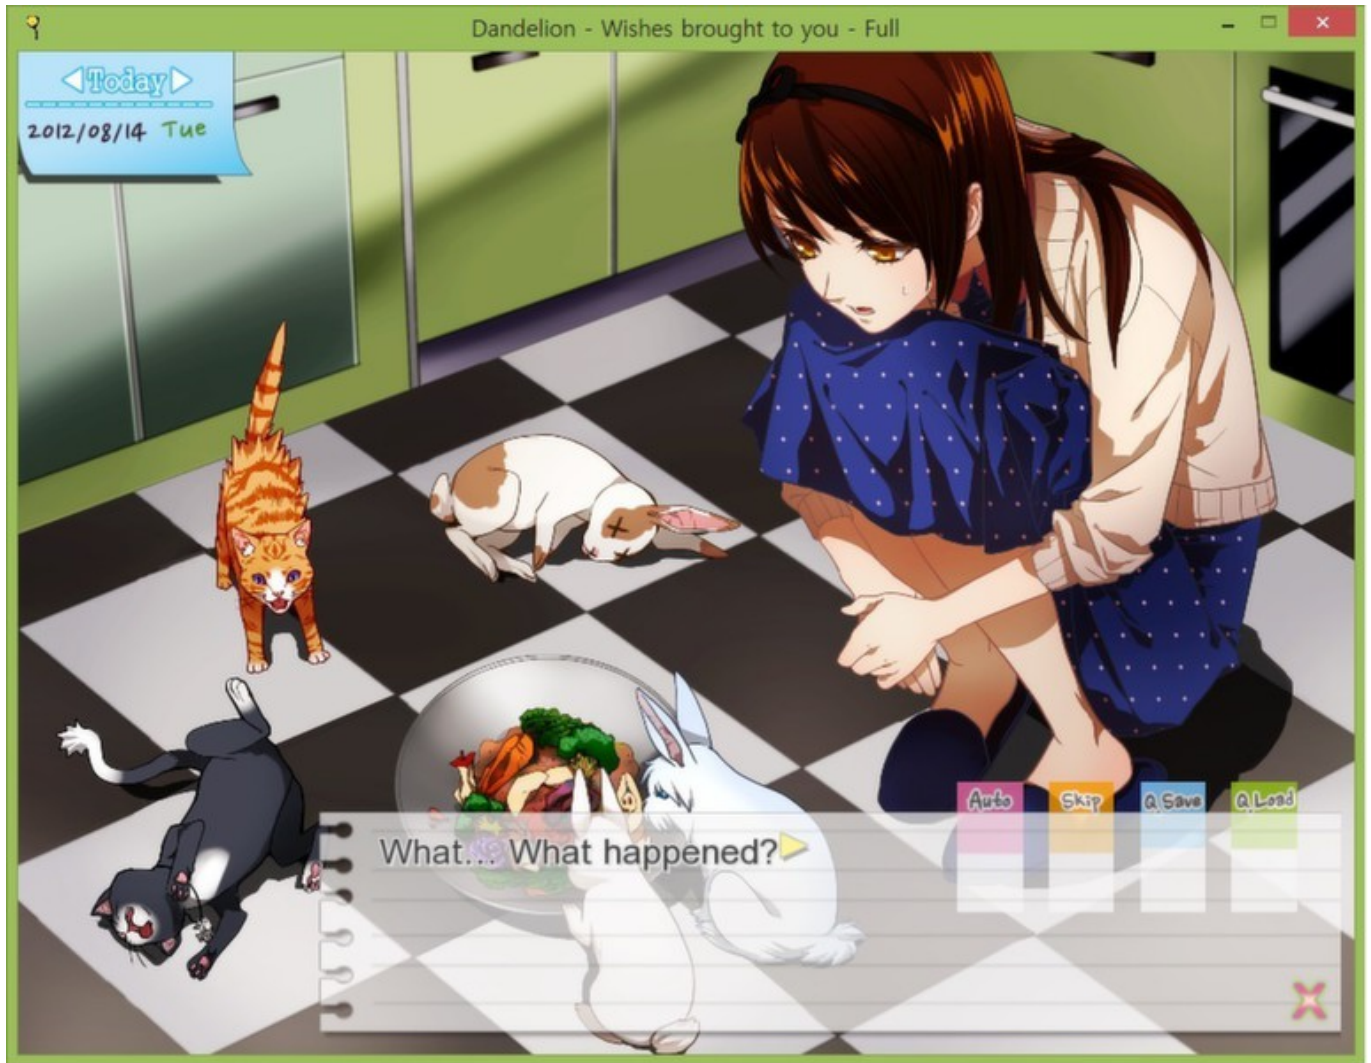 Dandelion - Wishes brought to you - Full
Today
2012/08/14 Tue
Auto
Skip
Q.Save
Q.Load
What... What happened?